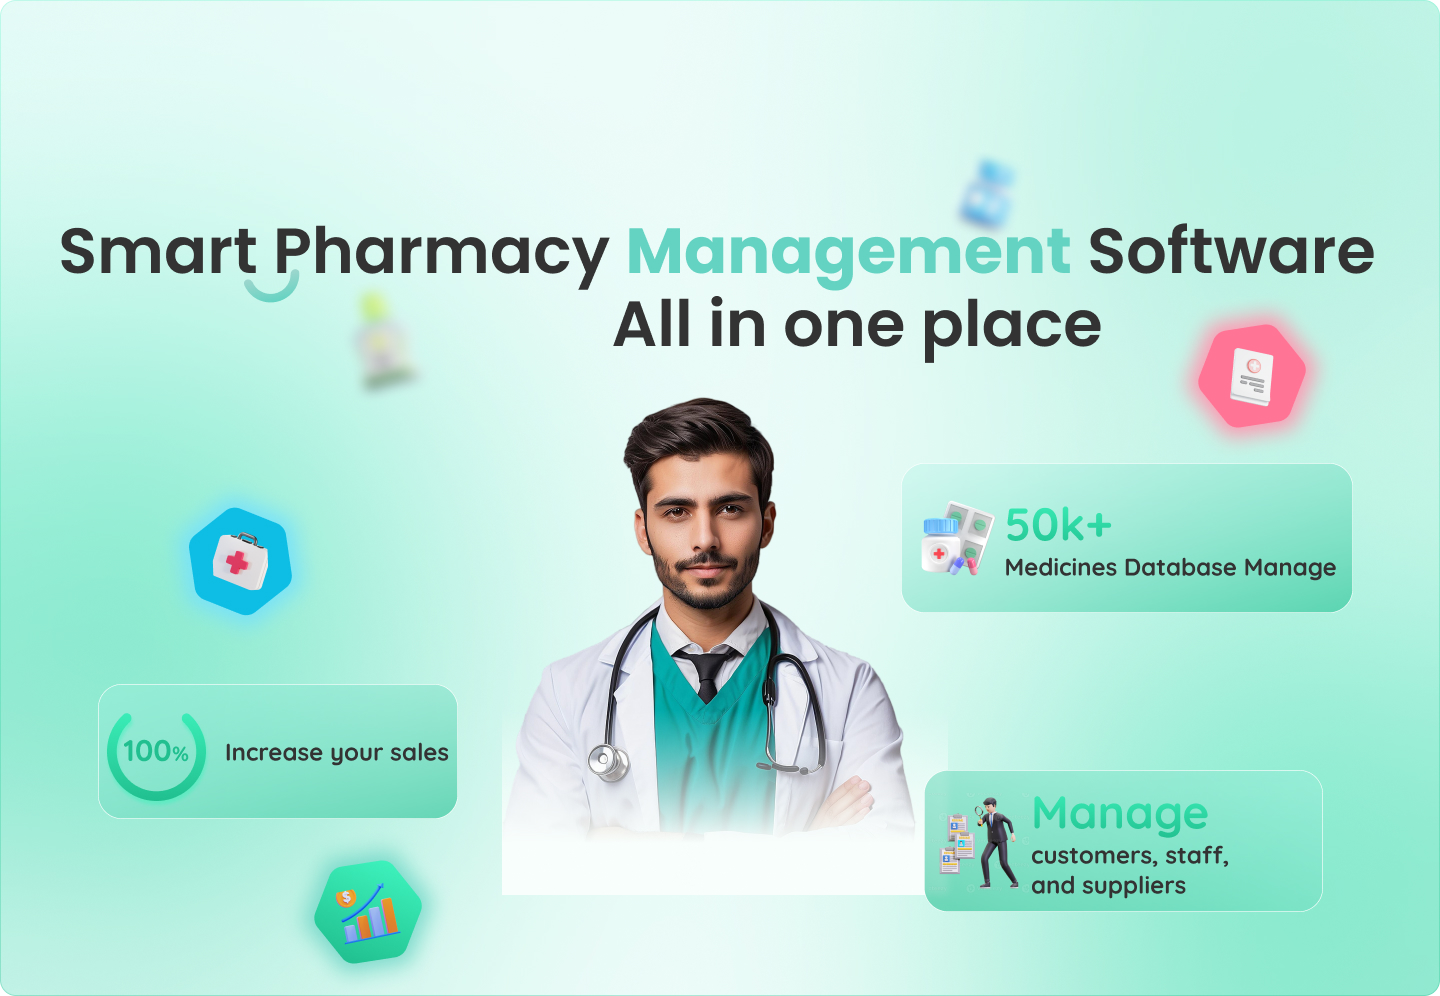 Smart Pharmacy Management Software
All in one place
50k+
Medicines Database Manage
100%
Increase your sales
Manage
customers, staff,
and suppliers